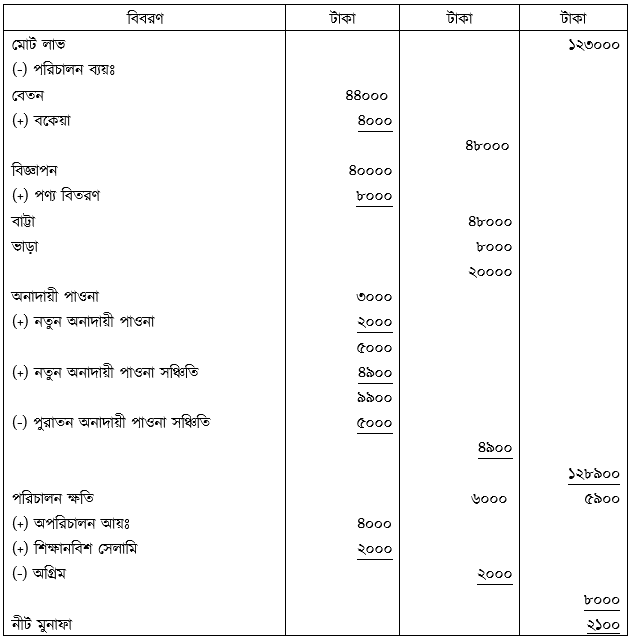 বিবরণ টাকা টাকা টাকা
মোট লাভ ১২৩০০০
(-) পরিচালন ব্যয়ঃ
বেতন ৪৪০০০
(+) বকেয়া ৪০০০
৪৮০০০
বিজ্ঞাপন ৪০০০০
(+) পণ্য বিতরণ ৮০০০
বাট্টা ৪৮০০০
ভাড়া ৮০০০
২০০০০
অনাদায়ী পাওনা ৩০০০
(+) নতুন অনাদায়ী পাওনা ২০০০
৫০০০
(+) নতুন অনাদায়ী পাওনা সঞ্চিতি ৪৯০০
৯৯০০
(-) পুরাতন অনাদায়ী পাওনা সঞ্চিতি ৫০০০
৪৯০০
১২৮৯০০
পরিচালন ক্ষতি ৬০০০ ৫৯০০
(+) অপরিচালন আয়ঃ ৪০০০
(+) শিক্ষানবিশ সেলামি ২০০০
(-) অগ্রিম ২০০০
৮০০০
নীট মুনাফা ২১০০